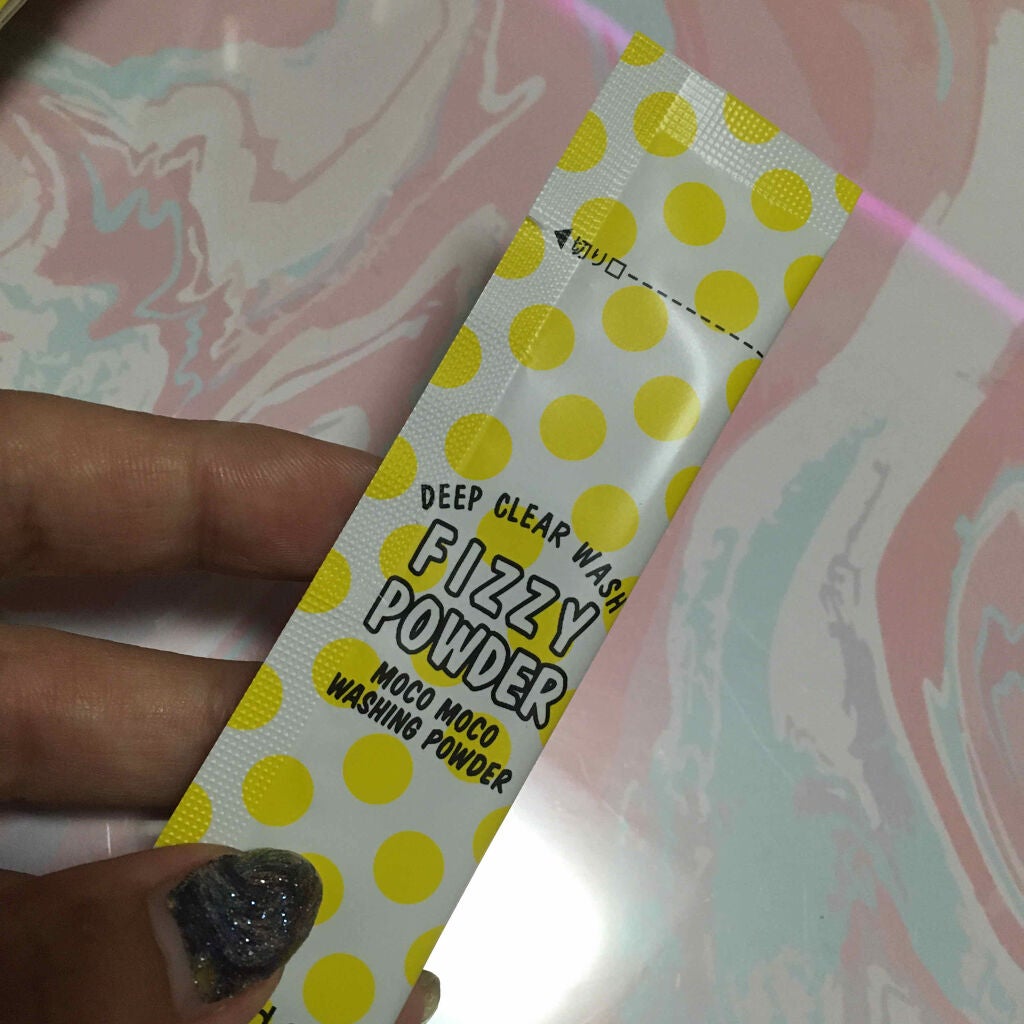 ◀切り口
DEEP CLEAR WASH
FIZZY
POWDER
MOCO MOCO
WASHING POWDER